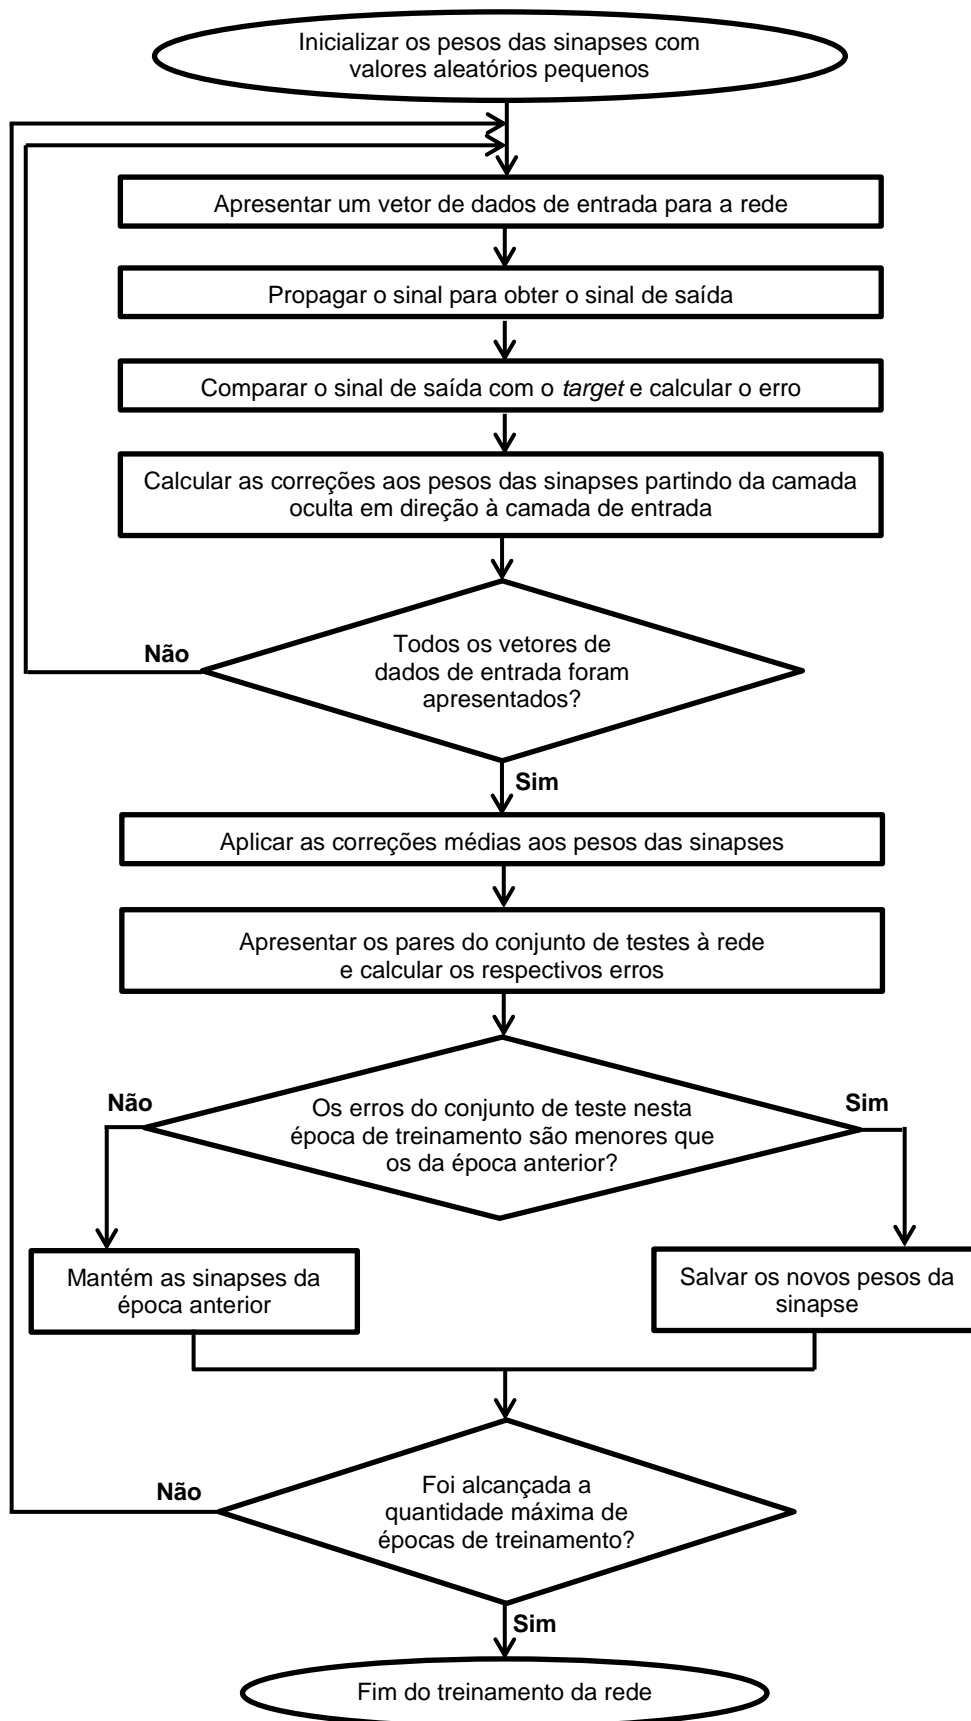 Inicializar os pesos das sinapses com
valores aleatórios pequenos
Apresentar um vetor de dados de entrada para a rede
Propagar o sinal para obter o sinal de saída
Comparar o sinal de saída com o target e calcular o erro
Calcular as correções aos pesos das sinapses partindo da camada
oculta em direção à camada de entrada
Todos os vetores de
dados de entrada foram
apresentados?
Não
Sim
Aplicar as correções médias aos pesos das sinapses
Apresentar os pares do conjunto de testes à rede
e calcular os respectivos erros
Os erros do conjunto de teste nesta
época de treinamento são menores que
os da época anterior?
Não
Sim
Mantém as sinapses da
época anterior
Salvar os novos pesos da
sinapse
Foi alcançada a
quantidade máxima de
épocas de treinamento?
Não
Sim
Fim do treinamento da rede